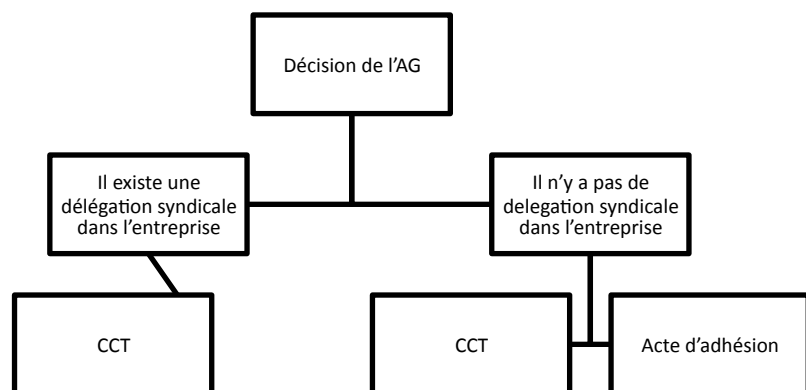 Décision de l'AG
Il existe une
délégation syndicale
dans l'entreprise
Il n'y a pas de
delegation syndicale
dans l'entreprise
CCT
CCT
Acte d'adhésion